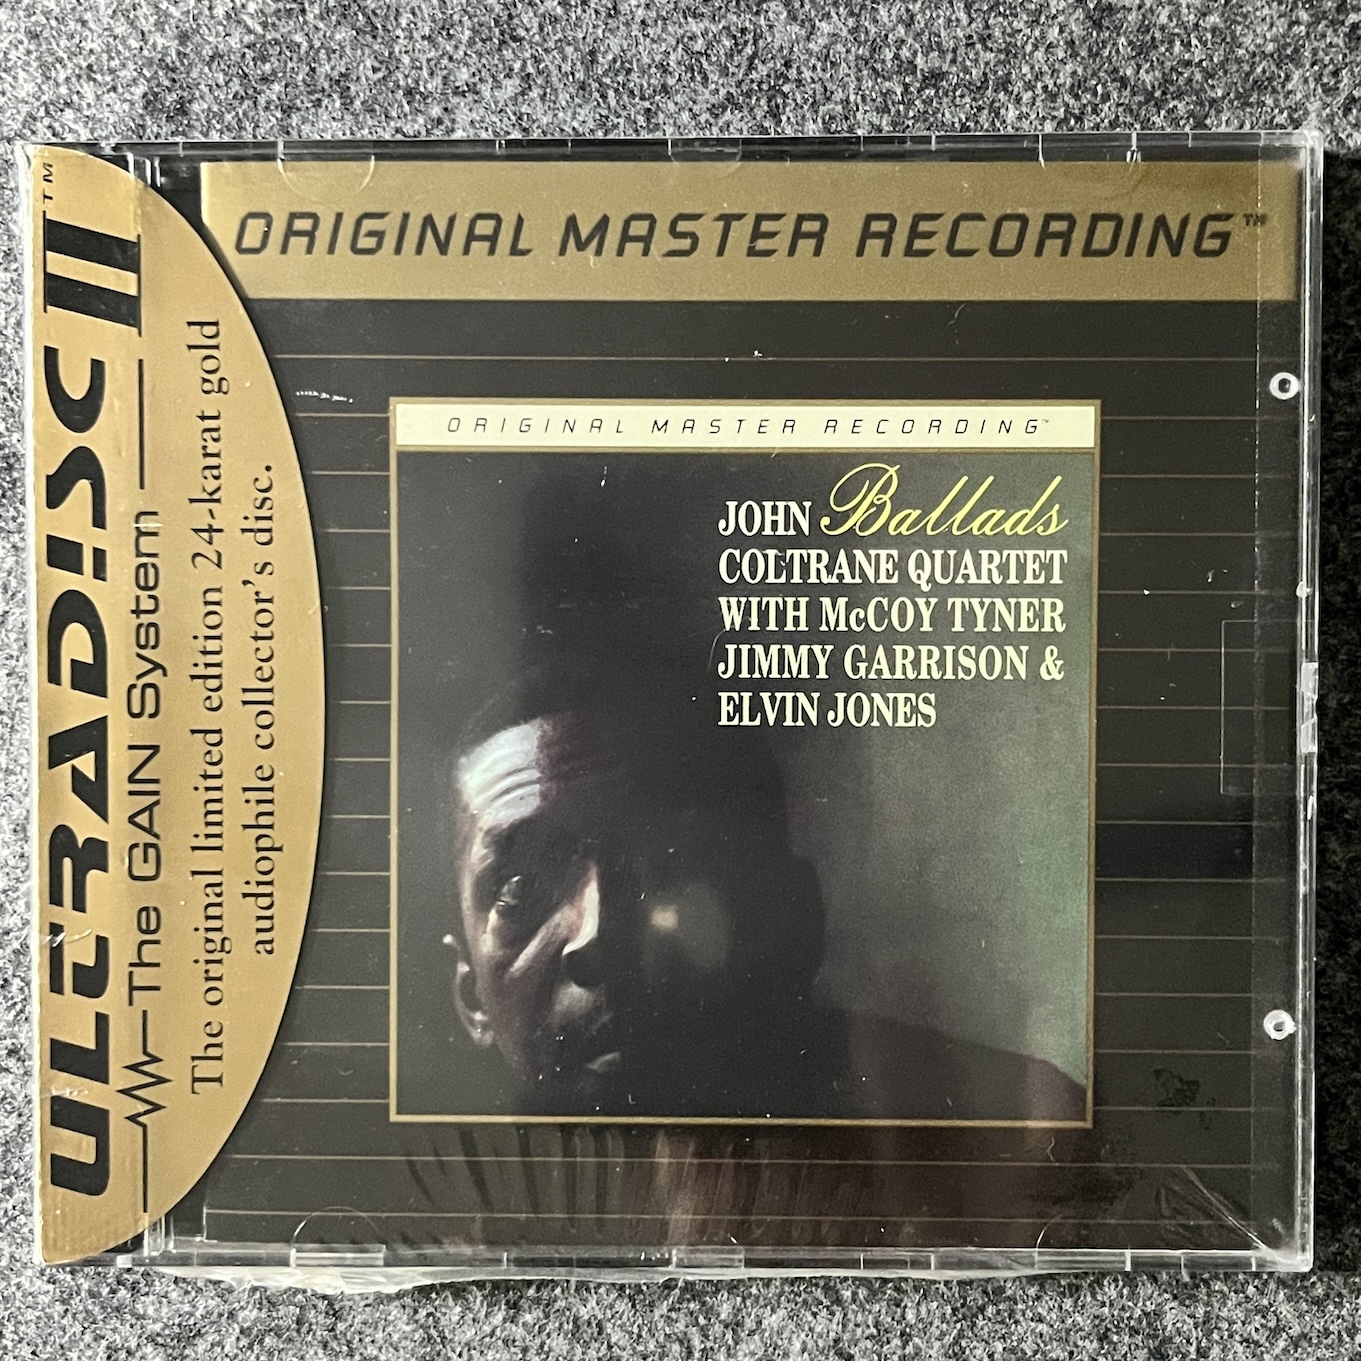 ORIGINAL MASTER RECORDING™
ULTRADISC II™
The GAIN System
The original limited edition 24-karat gold
audiophile collector's disc.
ORIGINAL MASTER RECORDING™
JOHN Ballads
COLTRANE QUARTET
WITH McCOY TYNER
JIMMY GARRISON &
ELVIN JONES